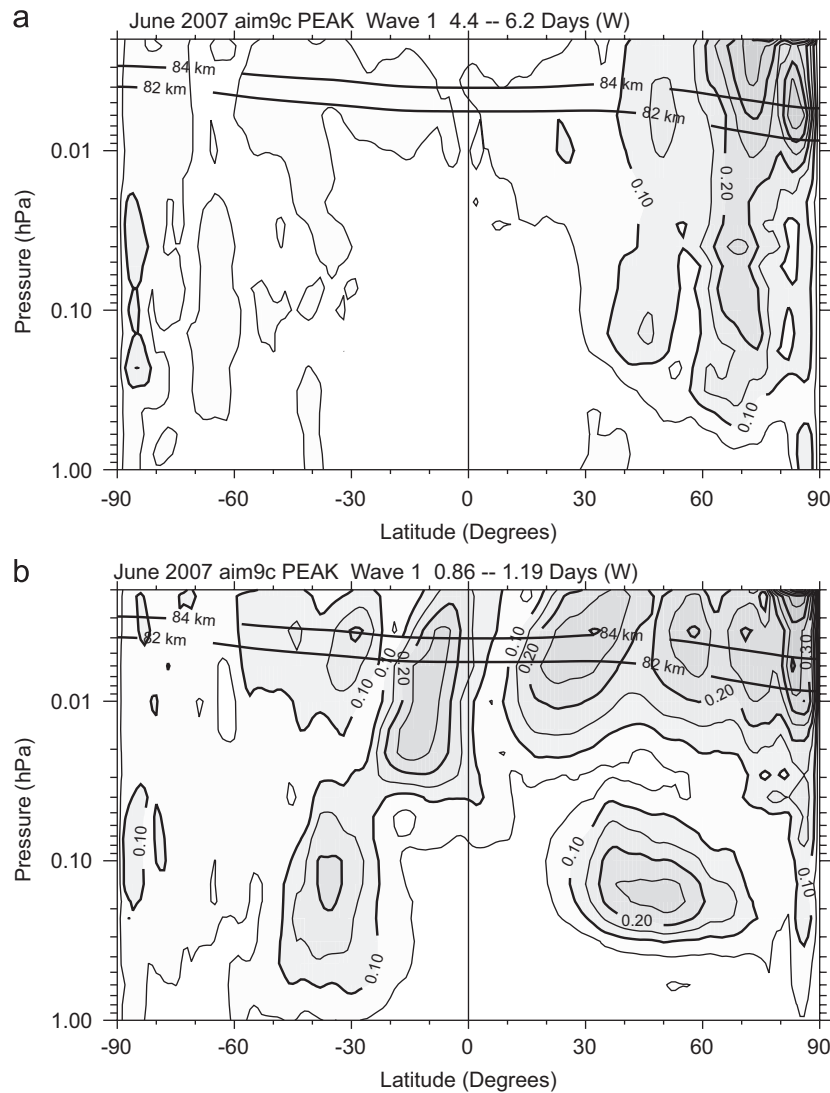 a
June 2007 aim9c PEAK Wave 1 4.4 -- 6.2 Days (W)
84 km
84 km
82 km
82 km
0.01
0.20
0.10
Pressure (hPa)
0.10
0.10
1.00
-90 -60 -30 0 30 60 90
Latitude (Degrees)
b
June 2007 aim9c PEAK Wave 1 0.86 -- 1.19 Days (W)
84 km
84 km
82 km
82 km
0.10
0.10
0.10
0.20
0.20
0.20
0.30
0.01
Pressure (hPa)
0.10
0.10
0.10
0.10
0.20
0.10
1.00
-90 -60 -30 0 30 60 90
Latitude (Degrees)